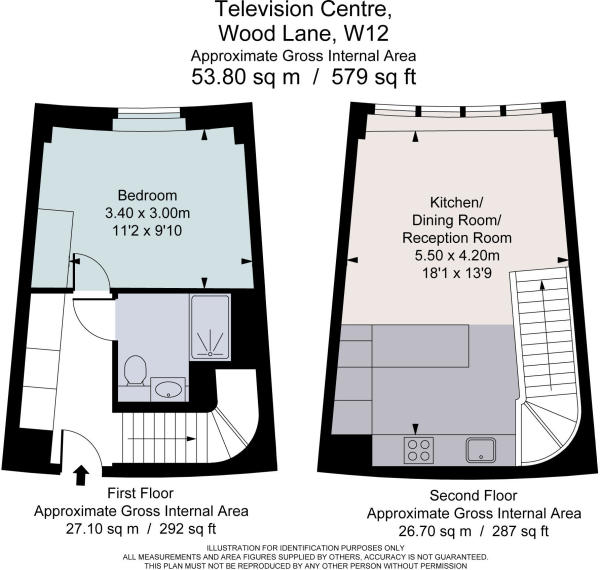 Television Centre,
Wood Lane, W12
Approximate Gross Internal Area
53.80 sq m / 579 sq ft
Bedroom
3.40 x 3.00m
11'2 x 9'10
Kitchen/
Dining Room/
Reception Room
5.50 x 4.20m
18'1 x 13'9
First Floor
Approximate Gross Internal Area
27.10 sq m / 292 sq ft
Second Floor
Approximate Gross Internal Area
26.70 sq m / 287 sq ft
ILLUSTRATION FOR IDENTIFICATION PURPOSES ONLY
ALL MEASUREMENTS AND AREA FIGURES SUPPLIED BY OTHERS, ACCURACY IS NOT GUARANTEED.
THIS PLAN MUST NOT BE REPRODUCED BY ANY OTHER PERSON WITHOUT PERMISSION